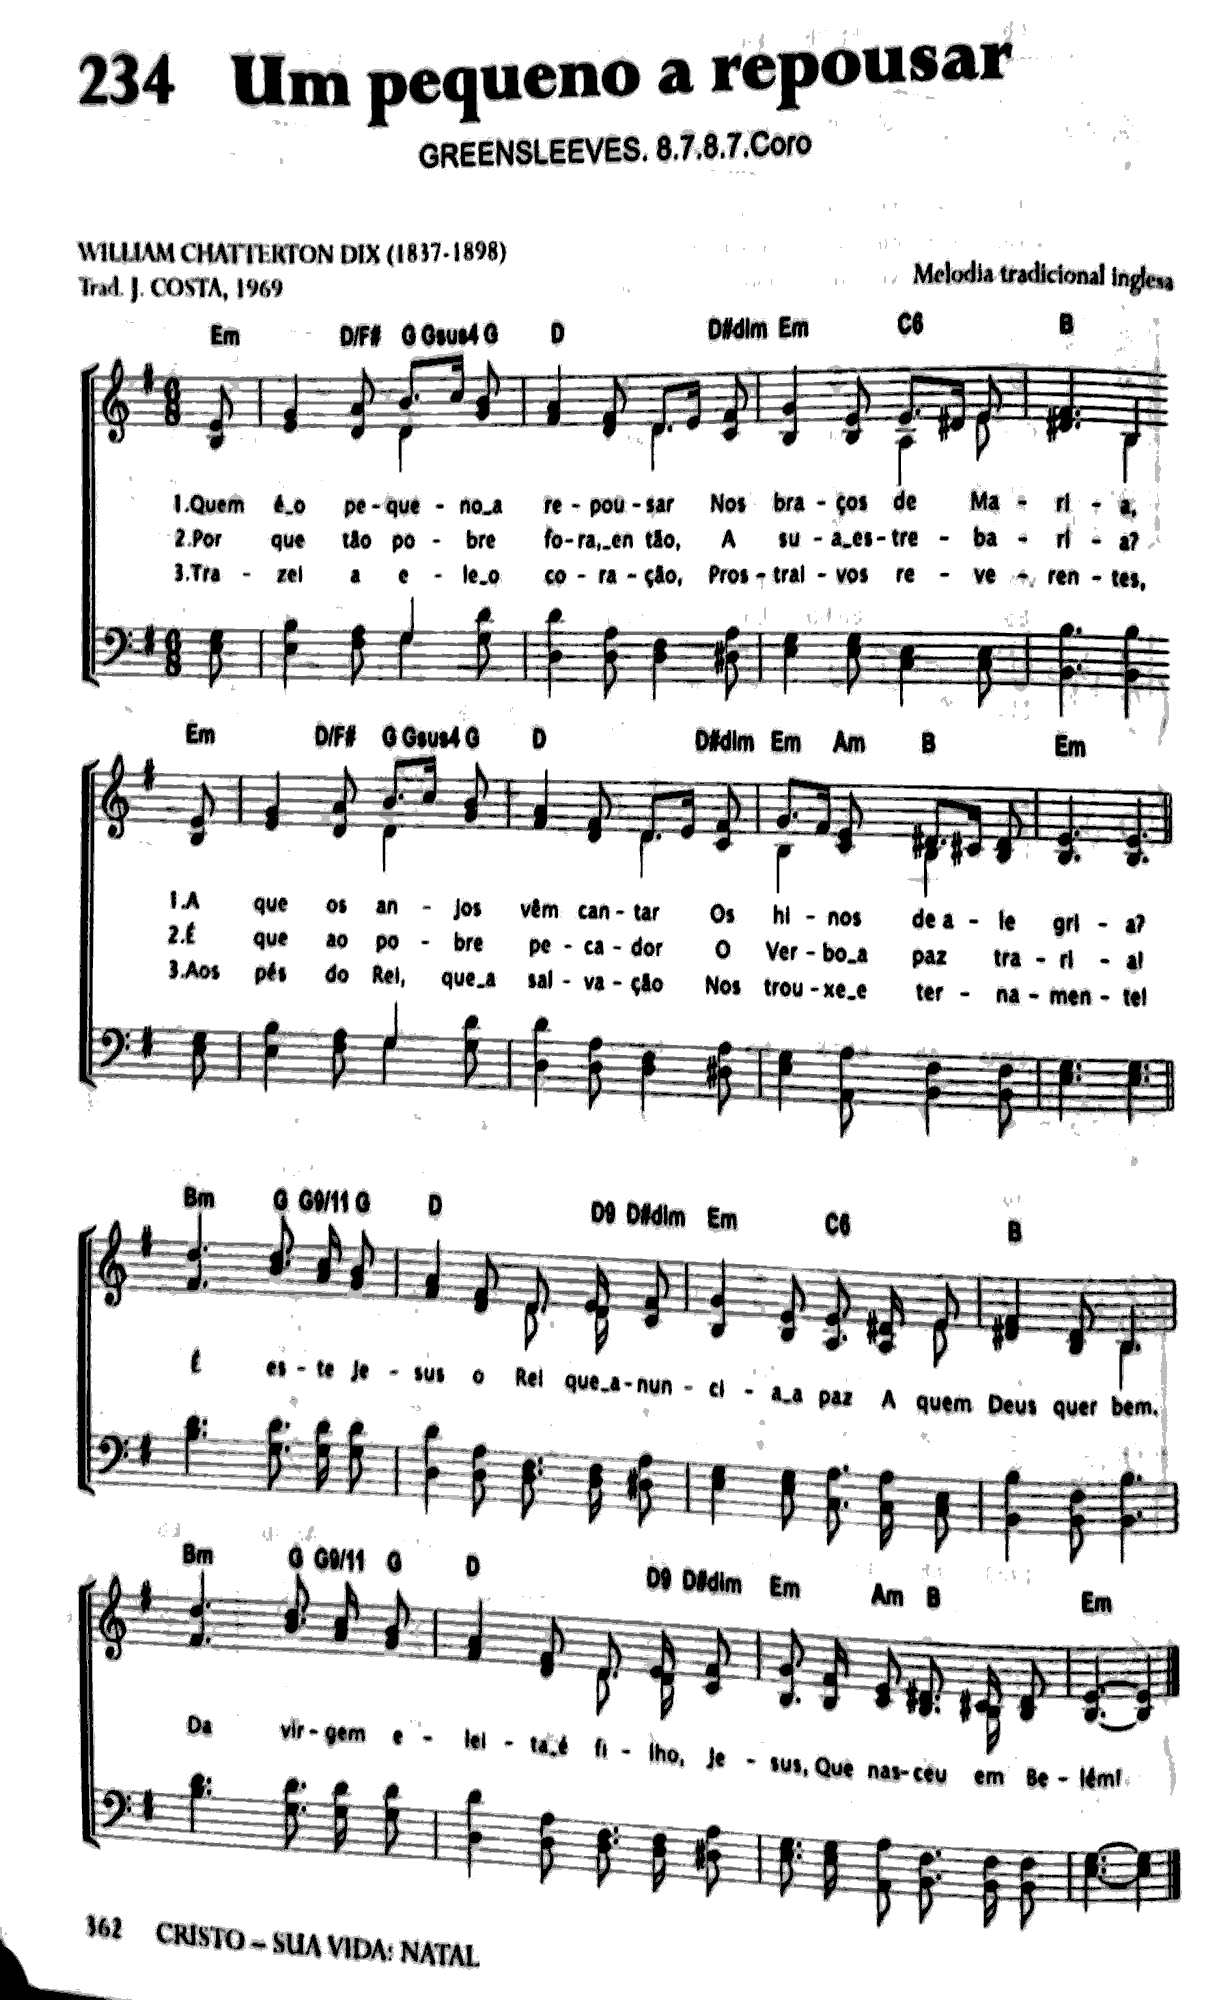 234 Um pequeno a repousar
GREENSLEEVES. 8.7.8.7.Coro
WILLIAM CHATTERTON DIX (1837-1898)
Trad. J. COSTA, 1969
Melodia tradicional inglesa
Em D/F# G Gsus4 G D D#dim Em C6 B
1.Quem é_o pe - que - no_a re - pou - sar Nos bra - ços de Ma - ri - a,
2.Por que tão po - bre fo-ra,_en tão, A su - a_es - tre - ba - ri - a?
3.Tra - zei a e - le_o co - ra - ção, Pros - trai - vos re - ve - ren - tes,
Em D/F# G Gsus4 G D D#dim Em Am B Em
1.A que os an - jos vêm can - tar Os hi - nos de a - le gri - a?
2.É que ao po - bre pe - ca - dor O Ver - bo_a paz tra - ri - a!
3.Aos pés do Rei, que_a sal - va - ção Nos trou - xe_e ter - na - men - te!
Bm G G9/11 G D D9 D#dim Em C6 B
É es - te Je - sus o Rei que_a - nun - ci - a_a paz A quem Deus quer bem.
Bm G G9/11 G D D9 D#dim Em Am B Em
Da vir - gem e - lei - ta_é fi - lho, Je - sus, Que nas - ceu em Be - lém!
362 CRISTO – SUA VIDA: NATAL